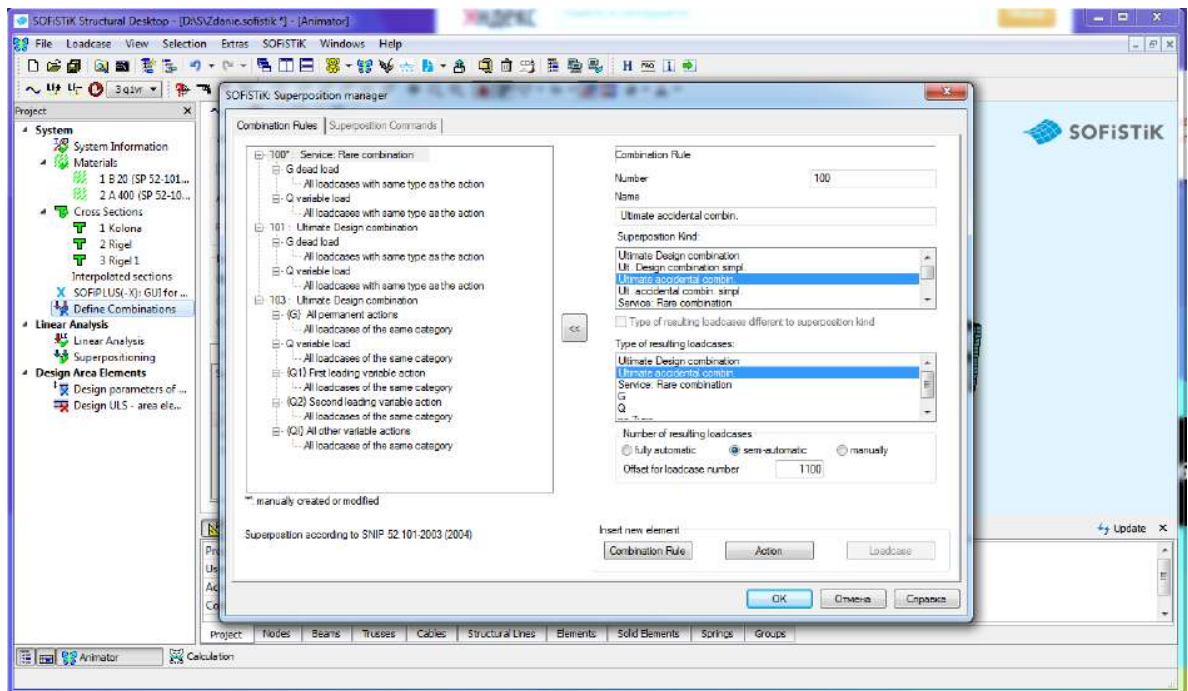 SOFiSTiK Structural Desktop - [D:\S\Zdanie.sofistik *] - [Animator]
File Loadcase View Selection Extras SOFiSTiK Windows Help
Project
System
System Information
Materials
1 B 20 (SP 52-101...
2 A 400 (SP 52-10...
Cross Sections
1 Kolona
2 Rigel
3 Rigel 1
Interpolated sections
SOFiPLUS(-X): GUI for ...
Define Combinations
Linear Analysis
Linear Analysis
Superpositioning
Design Area Elements
Design parameters of ...
Design ULS - area ele...
SOFiSTiK: Superposition manager
Combination Rules Superposition Commands
100* : Service: Rare combination
G dead load
All loadcases with same type as the action
Q variable load
All loadcases with same type as the action
101 : Ultimate Design combination
G dead load
All loadcases with same type as the action
Q variable load
All loadcases with same type as the action
103 : Ultimate Design combination
{G} All permanent actions
All loadcases of the same category
Q variable load
All loadcases of the same category
{Q1} First leading variable action
All loadcases of the same category
{Q2} Second leading variable action
All loadcases of the same category
{QI} All other variable actions
All loadcases of the same category
"*": manually created or modified
Superposition according to SNIP 52 101-2003 (2004)
<<
Combination Rule
Number 100
Name
Ultimate accidental combin.
Superposition Kind:
Ultimate Design combination
Ult. Design combination simpl.
Ultimate accidental combin.
Ult. accidental combin. simpl
Service: Rare combination
Type of resulting loadcases different to superposition kind
Type of resulting loadcases:
Ultimate Design combination
Ultimate accidental combin.
Service: Rare combination
G
Q
Number of resulting loadcases
fully automatic semi-automatic manually
Offset for loadcase number 1100
Insert new element
Combination Rule Action Loadcase
OK Отмена Справка
SOFiSTiK
Update
Project Nodes Beams Trusses Cables Structural Lines Elements Solid Elements Springs Groups
Animator Calculation